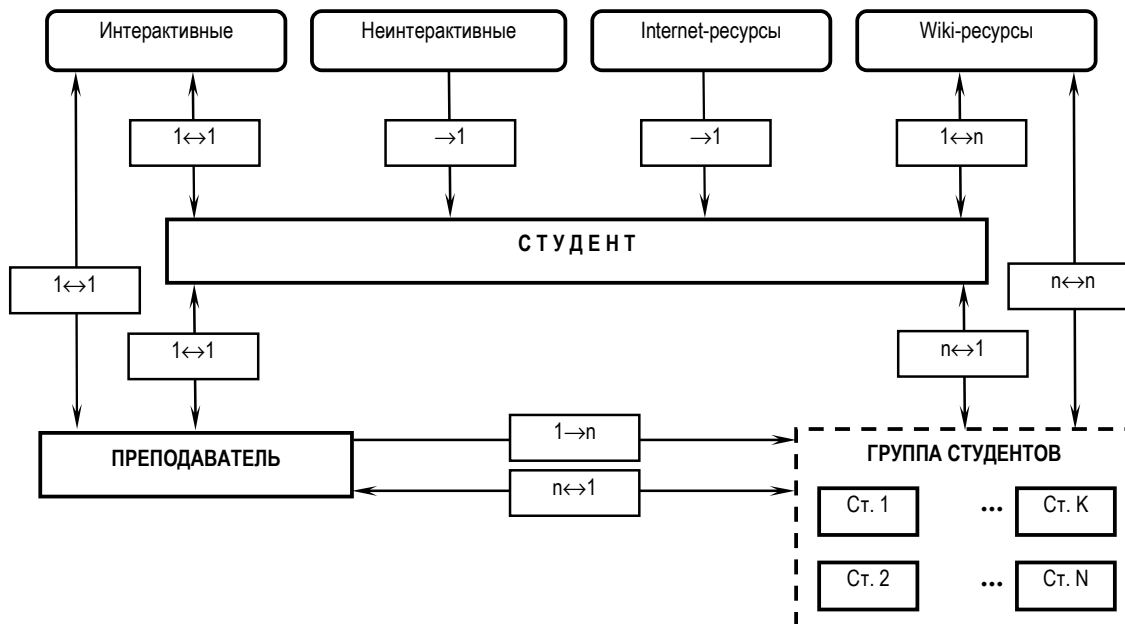 Интерактивные
Неинтерактивные
Internet-ресурсы
Wiki-ресурсы
1↔1
→1
→1
1↔n
С Т У Д Е Н Т
1↔1
n↔n
1↔1
n↔1
ПРЕПОДАВАТЕЛЬ
1→n
n↔1
ГРУППА СТУДЕНТОВ
Ст. 1 ... Ст. K
Ст. 2 ... Ст. N